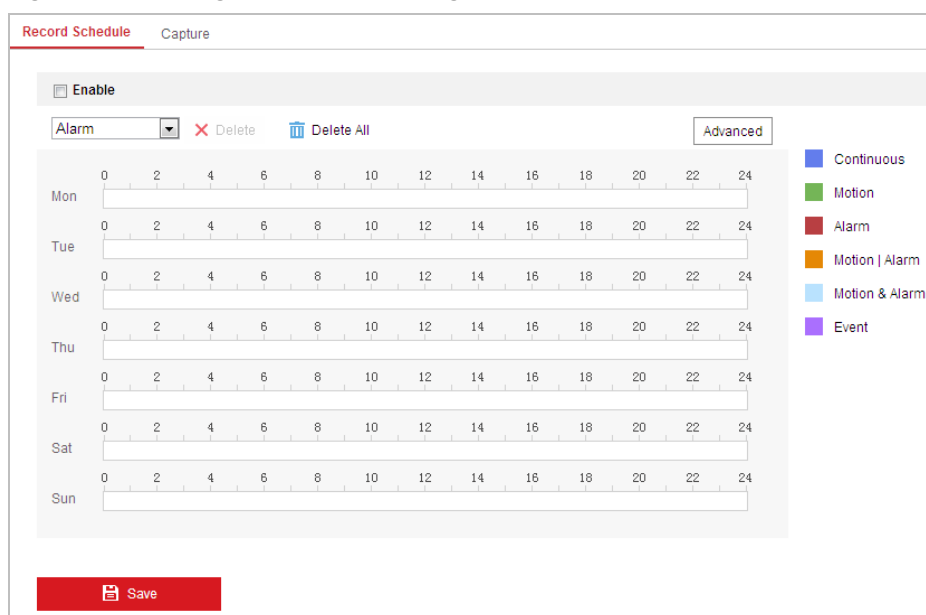 Record Schedule Capture
Enable
Alarm Delete Delete All Advanced
0 2 4 6 8 10 12 14 16 18 20 22 24
Mon
0 2 4 6 8 10 12 14 16 18 20 22 24
Tue
0 2 4 6 8 10 12 14 16 18 20 22 24
Wed
0 2 4 6 8 10 12 14 16 18 20 22 24
Thu
0 2 4 6 8 10 12 14 16 18 20 22 24
Fri
0 2 4 6 8 10 12 14 16 18 20 22 24
Sat
0 2 4 6 8 10 12 14 16 18 20 22 24
Sun
Continuous
Motion
Alarm
Motion | Alarm
Motion & Alarm
Event
Save